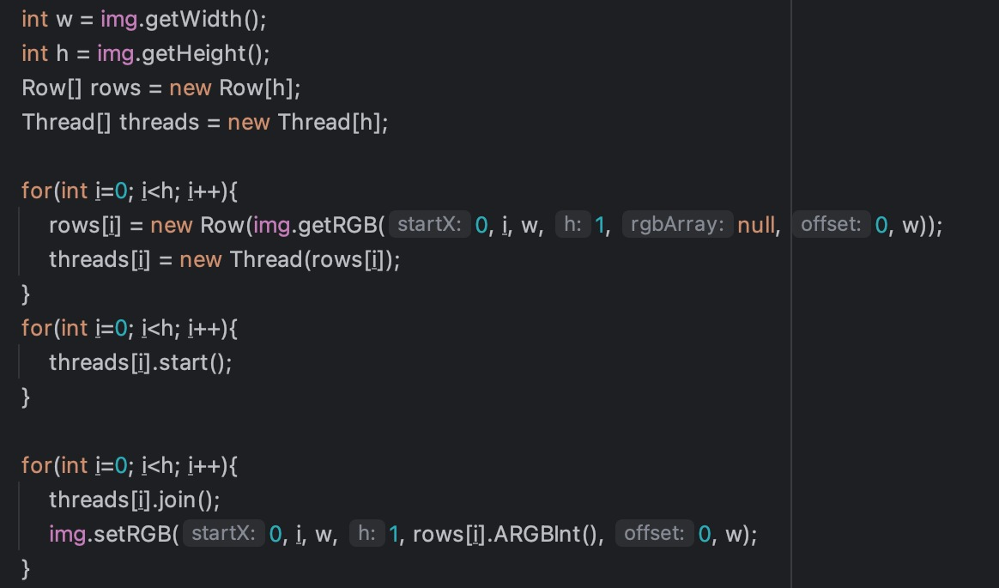 int w = img.getWidth();
int h = img.getHeight();
Row[] rows = new Row[h];
Thread[] threads = new Thread[h];
for(int i=0; i<h; i++){
rows[i] = new Row(img.getRGB( startX: 0, i, w, h: 1, rgbArray: null, offset: 0, w));
threads[i] = new Thread(rows[i]);
}
for(int i=0; i<h; i++){
threads[i].start();
}
for(int i=0; i<h; i++){
threads[i].join();
img.setRGB( startX: 0, i, w, h: 1, rows[i].ARGBInt(), offset: 0, w);
}